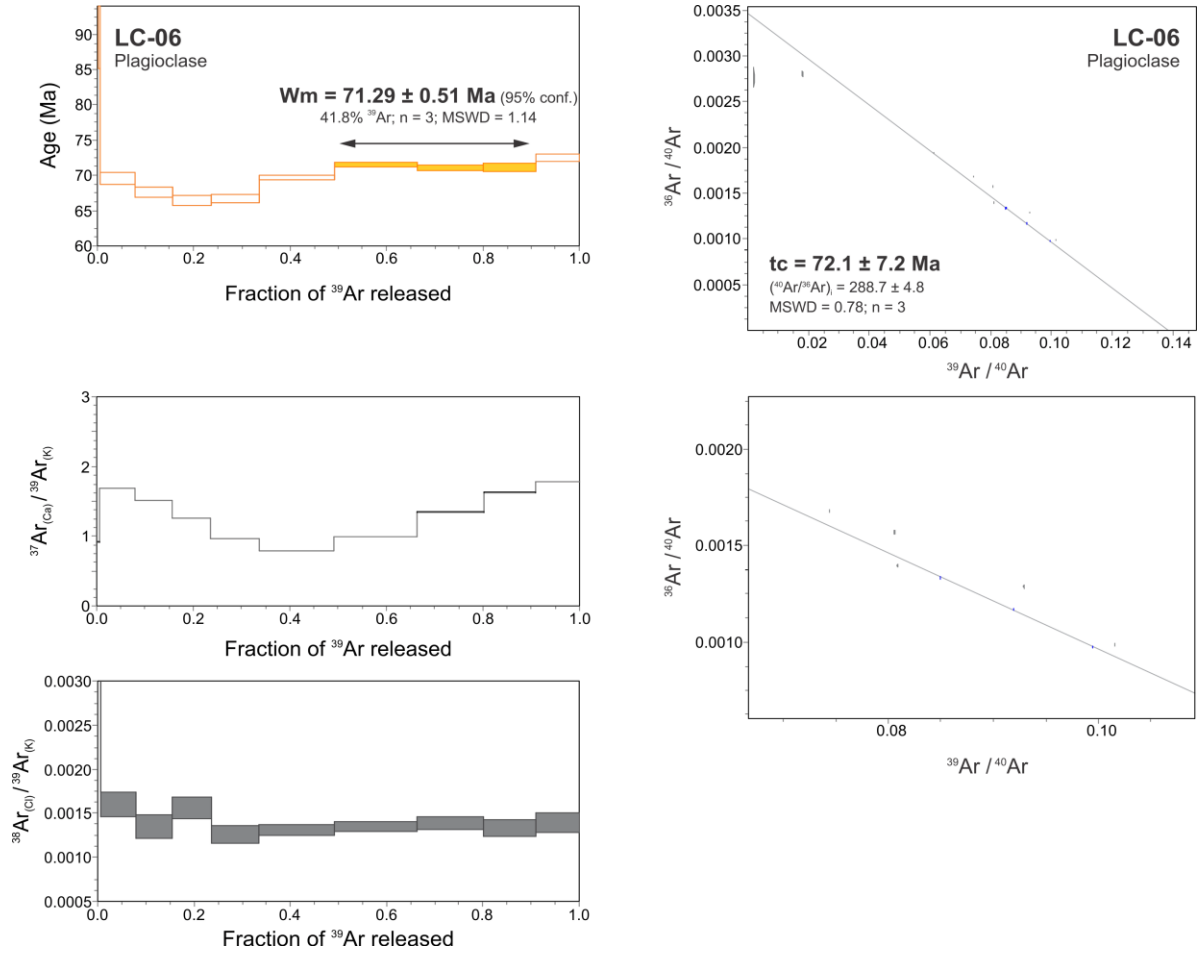 LC-06
Plagioclase
Wm = 71.29 ± 0.51 Ma (95% conf.)
41.8% ³⁹Ar; n = 3; MSWD = 1.14
Age (Ma)
90
85
80
75
70
65
60
0.0 0.2 0.4 0.6 0.8 1.0
Fraction of ³⁹Ar released
LC-06
Plagioclase
³⁶Ar / ⁴⁰Ar
0.0035
0.0030
0.0025
0.0020
0.0015
0.0010
0.0005
tc = 72.1 ± 7.2 Ma
(⁴⁰Ar/³⁶Ar)ᵢ = 288.7 ± 4.8
MSWD = 0.78; n = 3
0.02 0.04 0.06 0.08 0.10 0.12 0.14
³⁹Ar / ⁴⁰Ar
³⁷Ar(Ca) / ³⁹Ar(K)
3
2
1
0
0.0 0.2 0.4 0.6 0.8 1.0
Fraction of ³⁹Ar released
³⁶Ar / ⁴⁰Ar
0.0020
0.0015
0.0010
0.08 0.10
³⁹Ar / ⁴⁰Ar
³⁸Ar(Cl) / ³⁹Ar(K)
0.0030
0.0025
0.0020
0.0015
0.0010
0.0005
0.0 0.2 0.4 0.6 0.8 1.0
Fraction of ³⁹Ar released